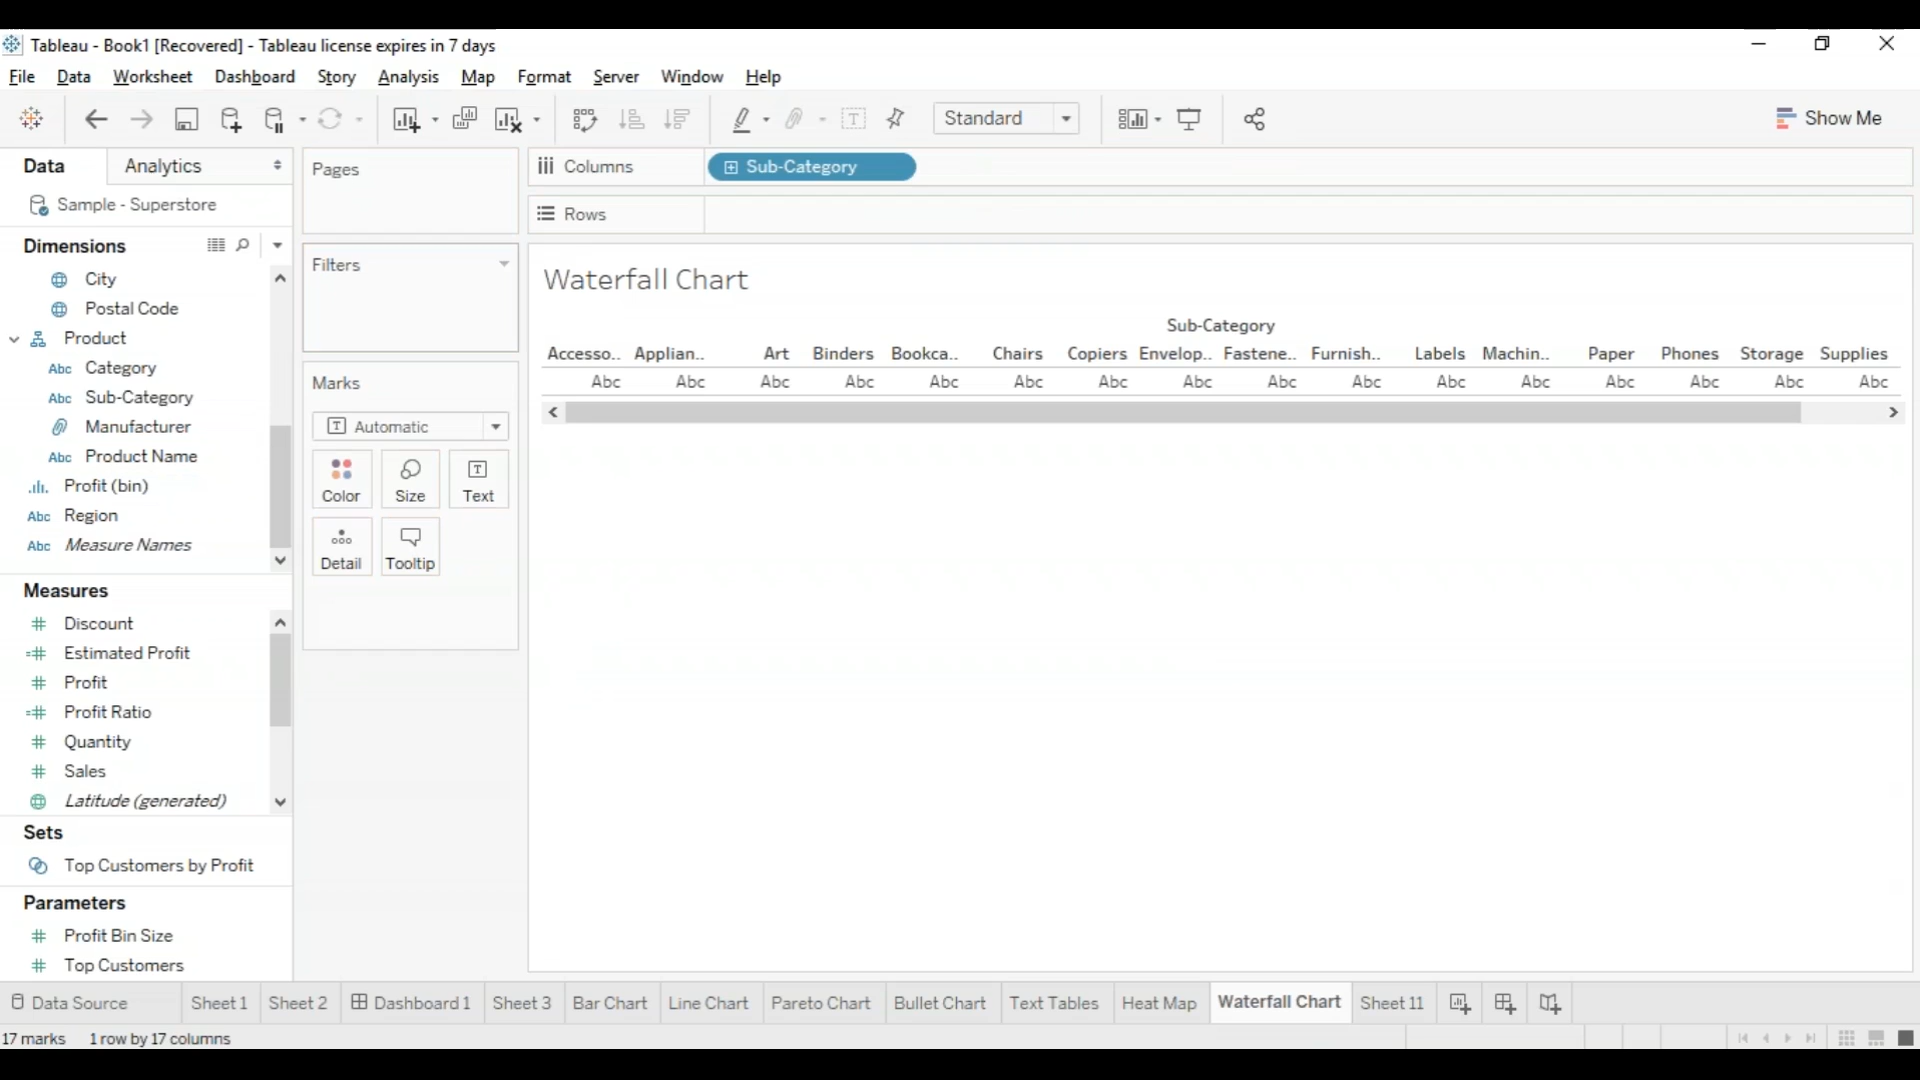 Tableau - Book1 [Recovered] - Tableau license expires in 7 days
File Data Worksheet Dashboard Story Analysis Map Format Server Window Help
Standard
Show Me
Data
Analytics
Sample - Superstore
Dimensions
City
Postal Code
Product
Abc Category
Abc Sub-Category
Manufacturer
Abc Product Name
Profit (bin)
Abc Region
Abc Measure Names
Measures
Discount
Estimated Profit
Profit
Profit Ratio
Quantity
Sales
Latitude (generated)
Sets
Top Customers by Profit
Parameters
Profit Bin Size
Top Customers
Pages
Filters
Marks
T Automatic
Color Size Text
Detail Tooltip
Columns Sub-Category
Rows
Waterfall Chart
Sub-Category
Accesso.. Applian.. Art Binders Bookca.. Chairs Copiers Envelop.. Fastene.. Furnish.. Labels Machin.. Paper Phones Storage Supplies
Abc Abc Abc Abc Abc Abc Abc Abc Abc Abc Abc Abc Abc Abc Abc Abc
Data Source Sheet 1 Sheet 2 Dashboard 1 Sheet 3 Bar Chart Line Chart Pareto Chart Bullet Chart Text Tables Heat Map Waterfall Chart Sheet 11
17 marks 1 row by 17 columns